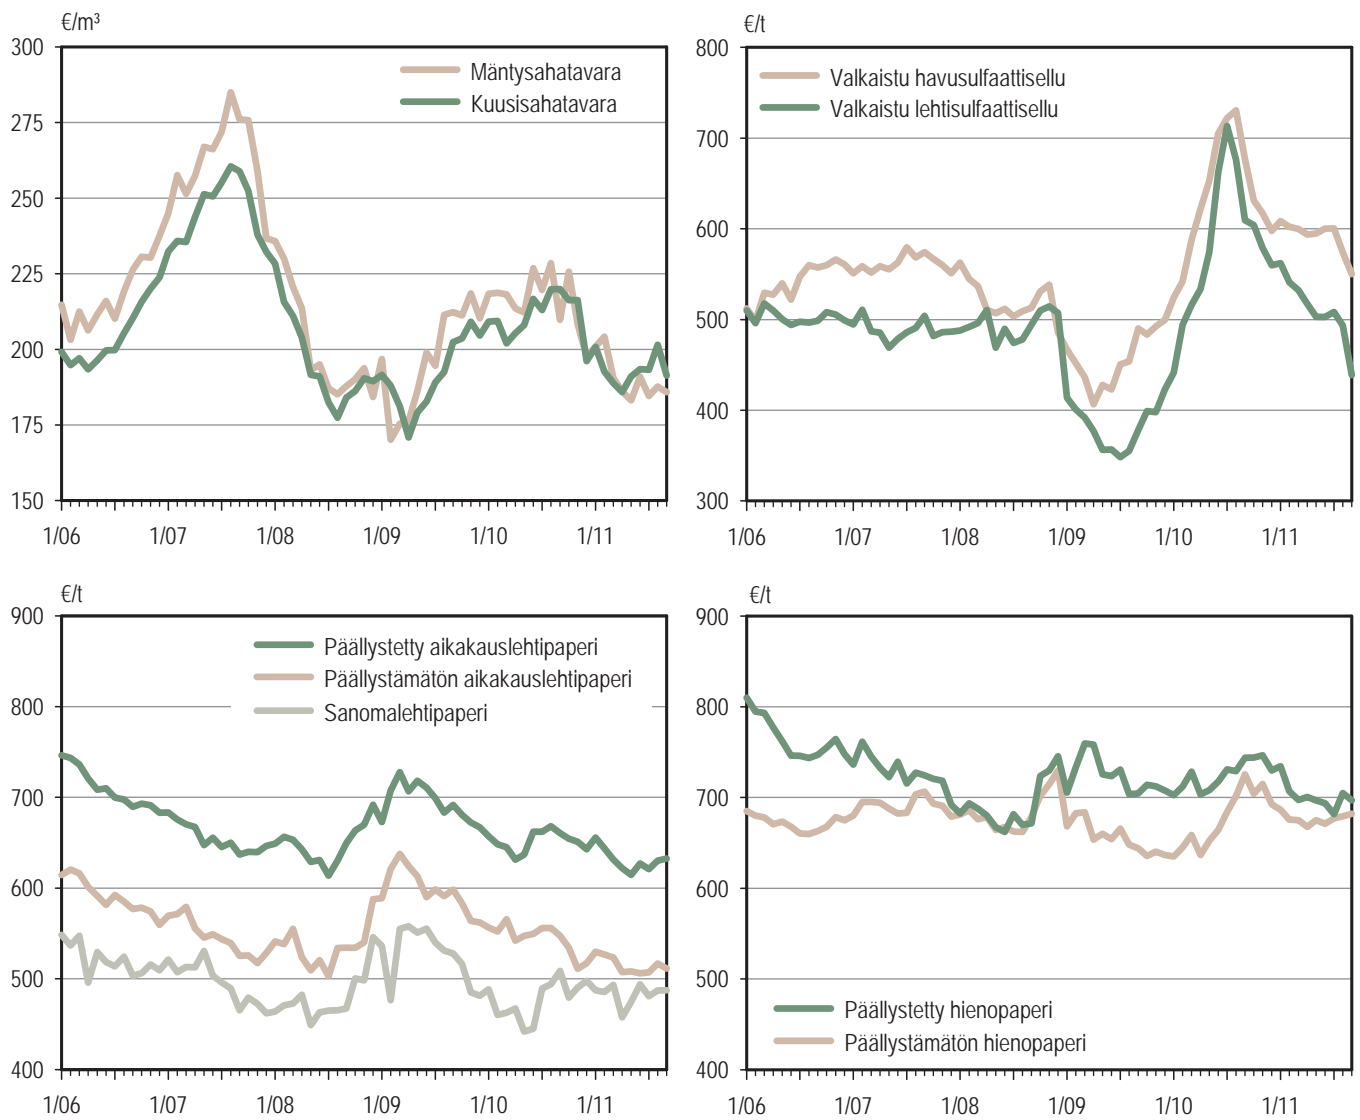 €/m³
300
275
250
225
200
175
150
Mäntysahatavara
Kuusisahatavara
1/06 1/07 1/08 1/09 1/10 1/11
€/t
800
700
600
500
400
300
Valkaistu havusulfaattisellu
Valkaistu lehtisulfaattisellu
1/06 1/07 1/08 1/09 1/10 1/11
€/t
900
800
700
600
500
400
Päällystetty aikakauslehtipaperi
Päällystämätön aikakauslehtipaperi
Sanomalehtipaperi
1/06 1/07 1/08 1/09 1/10 1/11
€/t
900
800
700
600
500
400
Päällystetty hienopaperi
Päällystämätön hienopaperi
1/06 1/07 1/08 1/09 1/10 1/11